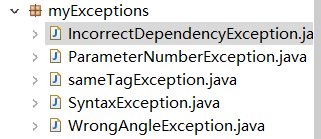 myExceptions
IncorrectDependencyException.ja
ParameterNumberException.java
sameTagException.java
SyntaxException.java
WrongAngleException.java